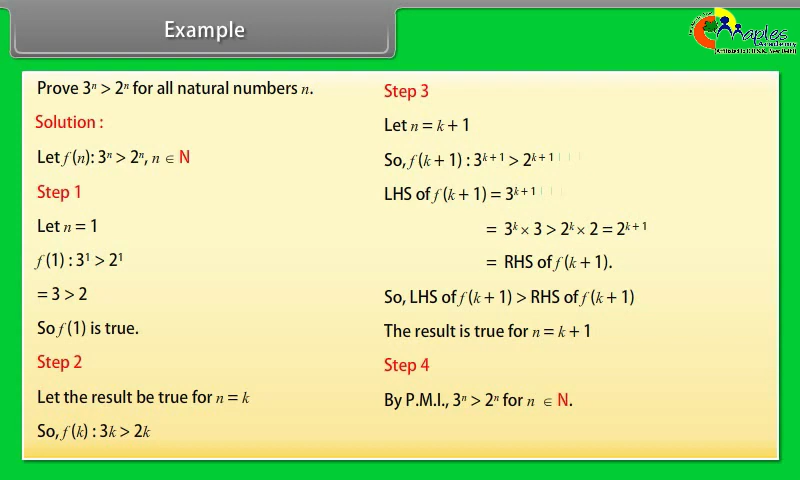 Example
aples
Academy
Prove 3ⁿ > 2ⁿ for all natural numbers n.
Solution :
Let f (n): 3ⁿ > 2ⁿ, n ∈ N
Step 1
Let n = 1
f (1) : 3¹ > 2¹
= 3 > 2
So f (1) is true.
Step 2
Let the result be true for n = k
So, f (k) : 3k > 2k
Step 3
Let n = k + 1
So, f (k + 1) : 3ᵏ⁺¹ > 2ᵏ⁺¹
LHS of f (k + 1) = 3ᵏ⁺¹
= 3ᵏ × 3 > 2ᵏ × 2 = 2ᵏ⁺¹
= RHS of f (k + 1).
So, LHS of f (k + 1) > RHS of f (k + 1)
The result is true for n = k + 1
Step 4
By P.M.I., 3ⁿ > 2ⁿ for n ∈ N.